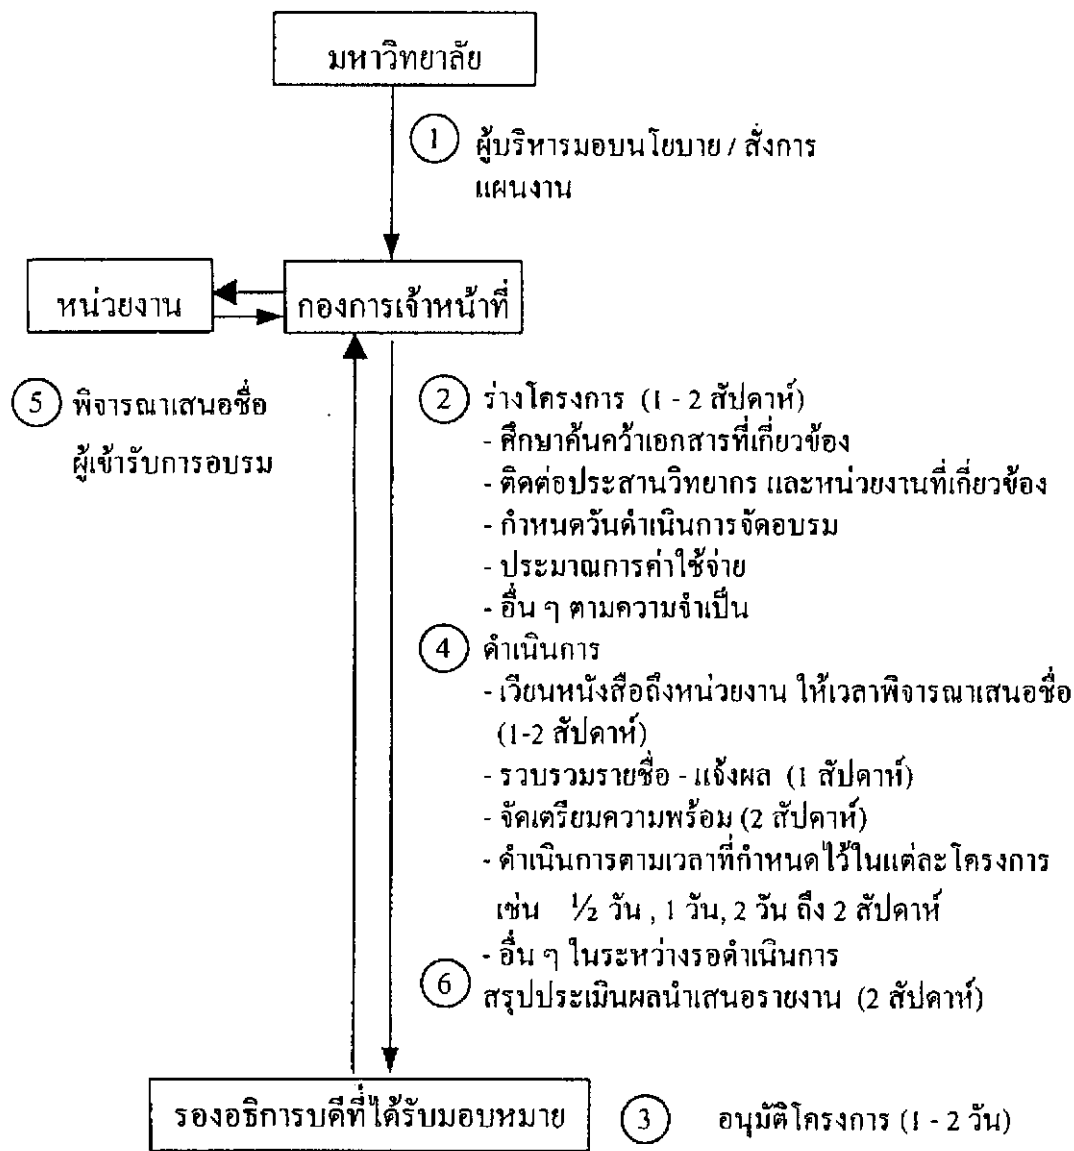 มหาวิทยาลัย
1 ผู้บริหารมอบนโยบาย / สั่งการ
แผนงาน
หน่วยงาน
กองการเจ้าหน้าที่
5 พิจารณาเสนอชื่อ
ผู้เข้ารับการอบรม
2 ร่างโครงการ (1 - 2 สัปดาห์)
- ศึกษาค้นคว้าเอกสารที่เกี่ยวข้อง
- ติดต่อประสานวิทยากร และหน่วยงานที่เกี่ยวข้อง
- กำหนดวันดำเนินการจัดอบรม
- ประมาณการค่าใช้จ่าย
- อื่น ๆ ตามความจำเป็น
4 ดำเนินการ
- เวียนหนังสือถึงหน่วยงาน ให้เวลาพิจารณาเสนอชื่อ
(1-2 สัปดาห์)
- รวบรวมรายชื่อ - แจ้งผล (1 สัปดาห์)
- จัดเตรียมความพร้อม (2 สัปดาห์)
- ดำเนินการตามเวลาที่กำหนดไว้ในแต่ละโครงการ
เช่น ½ วัน , 1 วัน, 2 วัน ถึง 2 สัปดาห์
- อื่น ๆ ในระหว่างรอดำเนินการ
6 สรุปประเมินผลนำเสนอรายงาน (2 สัปดาห์)
รองอธิการบดีที่ได้รับมอบหมาย
3 อนุมัติโครงการ (1 - 2 วัน)